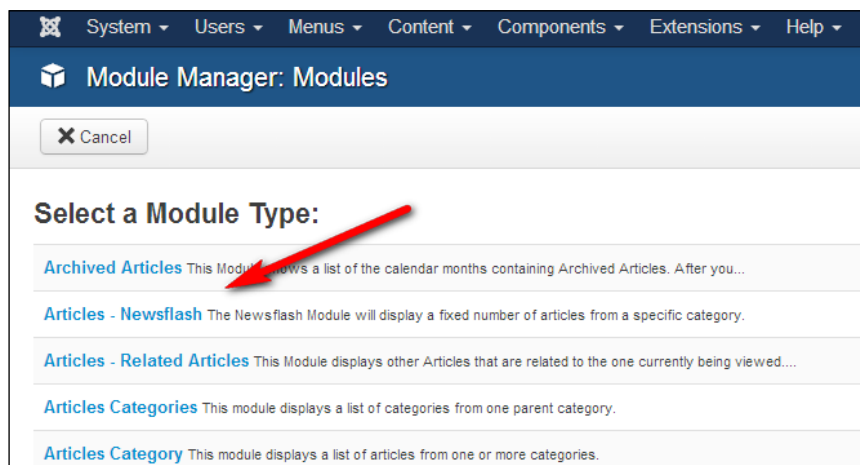 System Users Menus Content Components Extensions Help
Module Manager: Modules
Cancel
Select a Module Type:
Archived Articles This Module shows a list of the calendar months containing Archived Articles. After you...
Articles - Newsflash The Newsflash Module will display a fixed number of articles from a specific category.
Articles - Related Articles This Module displays other Articles that are related to the one currently being viewed....
Articles Categories This module displays a list of categories from one parent category.
Articles Category This module displays a list of articles from one or more categories.